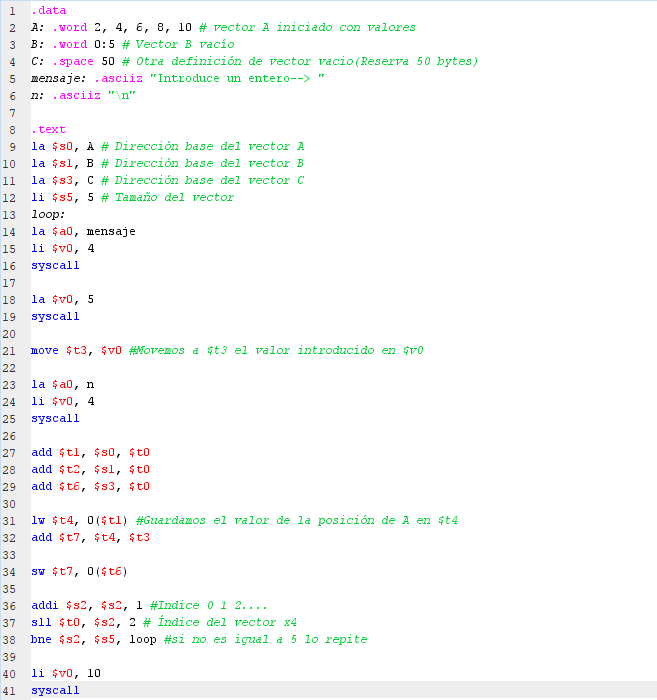 1 .data
2 A: .word 2, 4, 6, 8, 10 # vector A iniciado con valores
3 B: .word 0:5 # Vector B vacío
4 C: .space 50 # Otra definición de vector vacio(Reserva 50 bytes)
5 mensaje: .asciiz "Introduce un entero--> "
6 n: .asciiz "\n"
7
8 .text
9 la $s0, A # Dirección base del vector A
10 la $s1, B # Dirección base del vector B
11 la $s3, C # Dirección base del vector C
12 li $s5, 5 # Tamaño del vector
13 loop:
14 la $a0, mensaje
15 li $v0, 4
16 syscall
17
18 la $v0, 5
19 syscall
20
21 move $t3, $v0 #Movemos a $t3 el valor introducido en $v0
22
23 la $a0, n
24 li $v0, 4
25 syscall
26
27 add $t1, $s0, $t0
28 add $t2, $s1, $t0
29 add $t6, $s3, $t0
30
31 lw $t4, 0($t1) #Guardamos el valor de la posición de A en $t4
32 add $t7, $t4, $t3
33
34 sw $t7, 0($t6)
35
36 addi $s2, $s2, 1 #Indice 0 1 2....
37 sll $t0, $s2, 2 # Índice del vector x4
38 bne $s2, $s5, loop #si no es igual a 5 lo repite
39
40 li $v0, 10
41 syscall